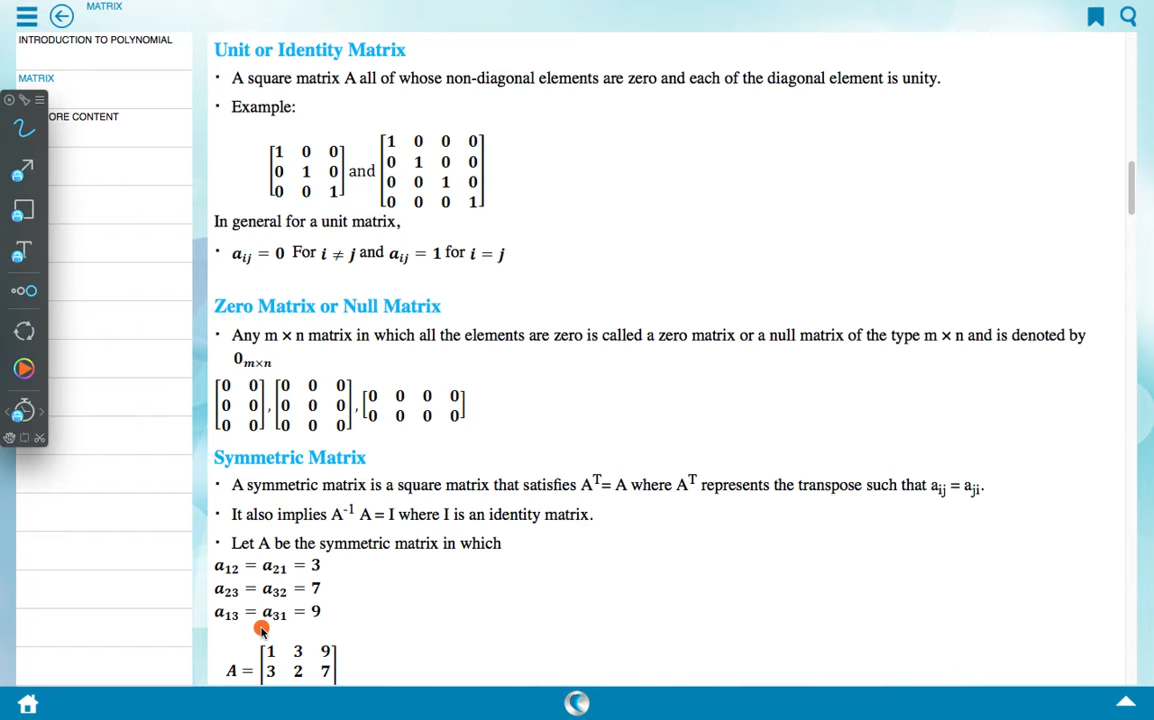 MATRIX
INTRODUCTION TO POLYNOMIAL
MATRIX
ORE CONTENT
Unit or Identity Matrix
· A square matrix A all of whose non-diagonal elements are zero and each of the diagonal element is unity.
· Example:
[1 0 0] [1 0 0 0]
[0 1 0] and [0 1 0 0]
[0 0 1] [0 0 1 0]
[0 0 0 1]
In general for a unit matrix,
· aᵢⱼ = 0 For i ≠ j and aᵢⱼ = 1 for i = j
Zero Matrix or Null Matrix
· Any m × n matrix in which all the elements are zero is called a zero matrix or a null matrix of the type m × n and is denoted by
0ₘ×ₙ
[0 0] [0 0 0] [0 0 0 0]
[0 0], [0 0 0], [0 0 0 0]
[0 0] [0 0 0]
Symmetric Matrix
· A symmetric matrix is a square matrix that satisfies Aᵀ= A where Aᵀ represents the transpose such that aᵢⱼ = aⱼᵢ.
· It also implies A⁻¹ A = I where I is an identity matrix.
· Let A be the symmetric matrix in which
a₁₂ = a₂₁ = 3
a₂₃ = a₃₂ = 7
a₁₃ = a₃₁ = 9
[1 3 9]
A = [3 2 7]